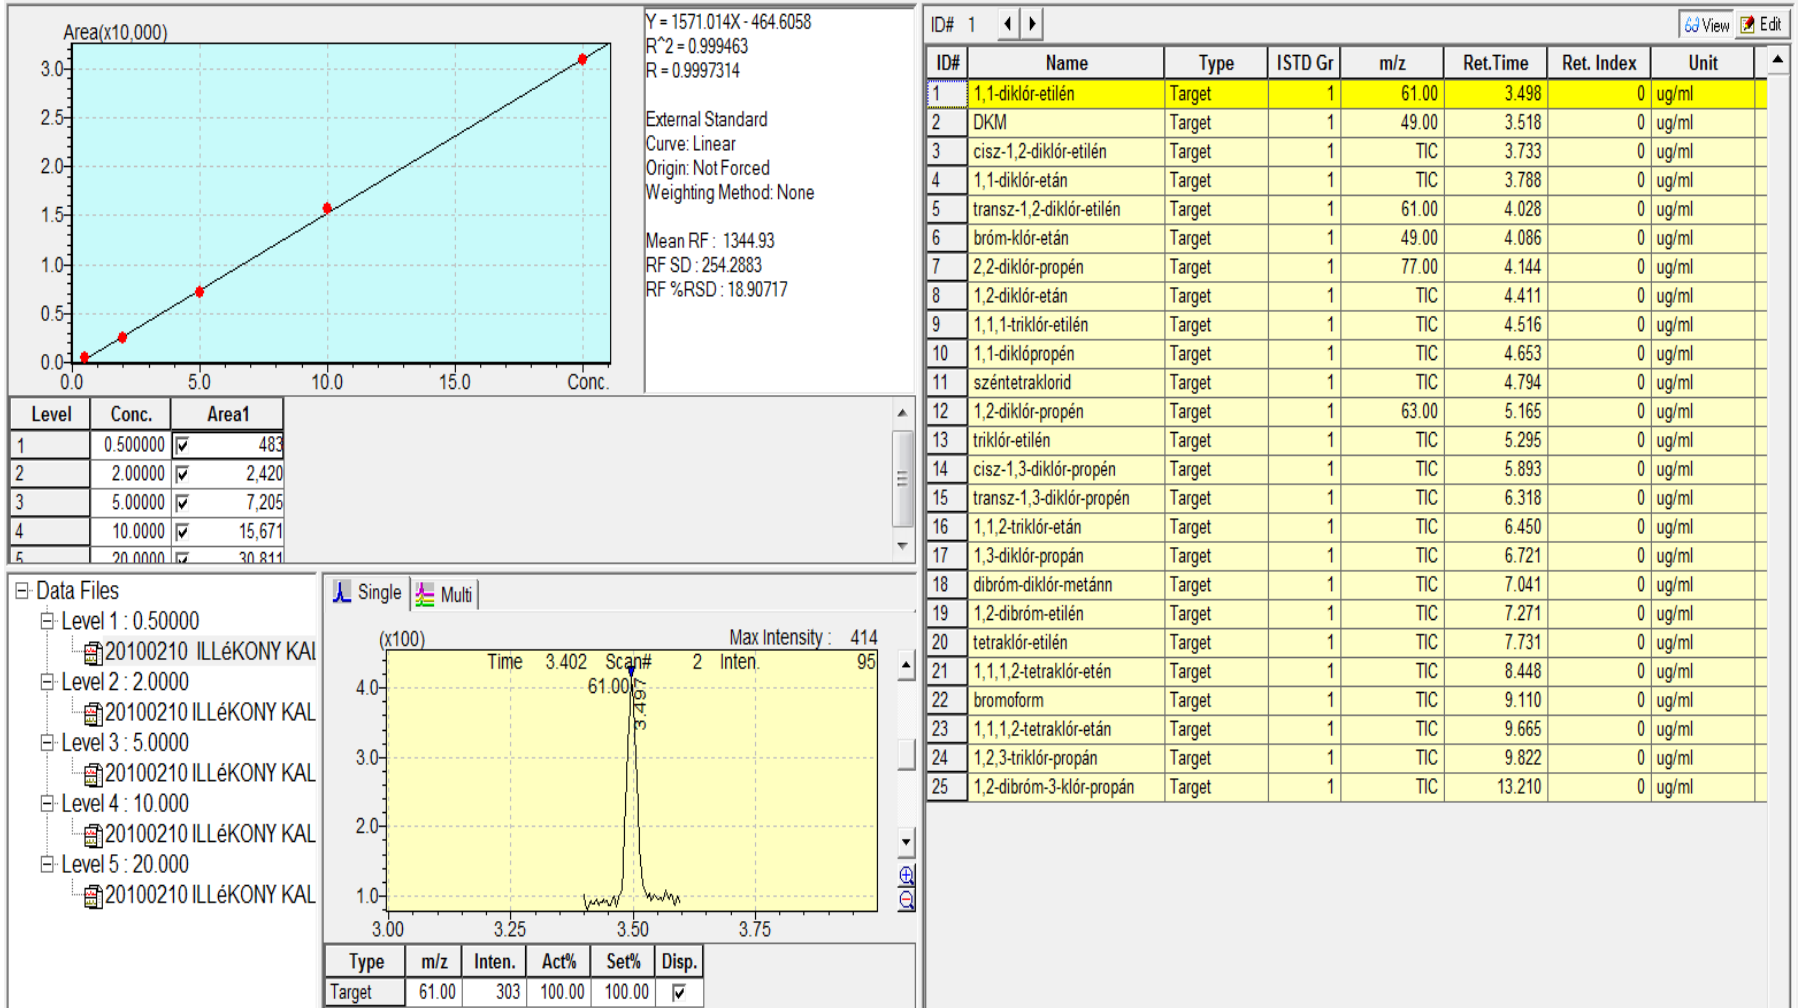 Area(x10,000)
3.0
2.5
2.0
1.5
1.0
0.5
0.0
0.0 5.0 10.0 15.0 Conc.
Y = 1571.014X - 464.6058
R^2 = 0.999463
R = 0.9997314
External Standard
Curve: Linear
Origin: Not Forced
Weighting Method: None
Mean RF : 1344.93
RF SD : 254.2883
RF %RSD : 18.90717
Level Conc. Area1
1 0.500000 483
2 2.00000 2,420
3 5.00000 7,205
4 10.0000 15,671
5 20.0000 30,811
Data Files
Level 1 : 0.50000
20100210 ILLéKONY KAL
Level 2 : 2.0000
20100210 ILLéKONY KAL
Level 3 : 5.0000
20100210 ILLéKONY KAL
Level 4 : 10.000
20100210 ILLéKONY KAL
Level 5 : 20.000
20100210 ILLéKONY KAL
Single Multi
(x100) Max Intensity : 414
Time 3.402 Scan# 2 Inten. 95
61.00
3.497
4.0
3.0
2.0
1.0
3.00 3.25 3.50 3.75
Type m/z Inten. Act% Set% Disp.
Target 61.00 303 100.00 100.00
ID# 1 View Edit
ID# Name Type ISTD Gr m/z Ret.Time Ret. Index Unit
1 1,1-diklór-etilén Target 1 61.00 3.498 0 ug/ml
2 DKM Target 1 49.00 3.518 0 ug/ml
3 cisz-1,2-diklór-etilén Target 1 TIC 3.733 0 ug/ml
4 1,1-diklór-etán Target 1 TIC 3.788 0 ug/ml
5 transz-1,2-diklór-etilén Target 1 61.00 4.028 0 ug/ml
6 bróm-klór-etán Target 1 49.00 4.086 0 ug/ml
7 2,2-diklór-propén Target 1 77.00 4.144 0 ug/ml
8 1,2-diklór-etán Target 1 TIC 4.411 0 ug/ml
9 1,1,1-triklór-etilén Target 1 TIC 4.516 0 ug/ml
10 1,1-diklópropén Target 1 TIC 4.653 0 ug/ml
11 széntetraklorid Target 1 TIC 4.794 0 ug/ml
12 1,2-diklór-propén Target 1 63.00 5.165 0 ug/ml
13 triklór-etilén Target 1 TIC 5.295 0 ug/ml
14 cisz-1,3-diklór-propén Target 1 TIC 5.893 0 ug/ml
15 transz-1,3-diklór-propén Target 1 TIC 6.318 0 ug/ml
16 1,1,2-triklór-etán Target 1 TIC 6.450 0 ug/ml
17 1,3-diklór-propán Target 1 TIC 6.721 0 ug/ml
18 dibróm-diklór-metánn Target 1 TIC 7.041 0 ug/ml
19 1,2-dibróm-etilén Target 1 TIC 7.271 0 ug/ml
20 tetraklór-etilén Target 1 TIC 7.731 0 ug/ml
21 1,1,1,2-tetraklór-etén Target 1 TIC 8.448 0 ug/ml
22 bromoform Target 1 TIC 9.110 0 ug/ml
23 1,1,1,2-tetraklór-etán Target 1 TIC 9.665 0 ug/ml
24 1,2,3-triklór-propán Target 1 TIC 9.822 0 ug/ml
25 1,2-dibróm-3-klór-propán Target 1 TIC 13.210 0 ug/ml